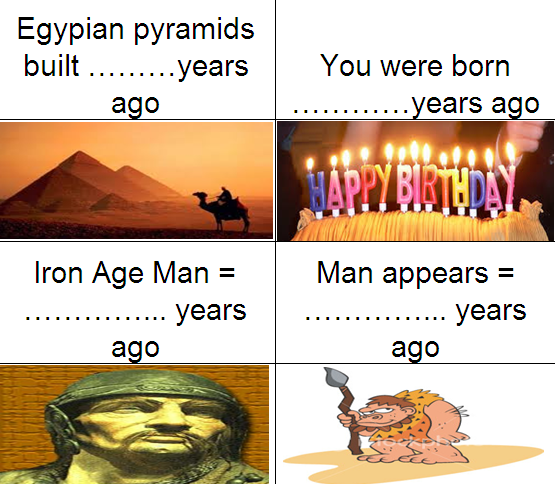 Egypian pyramids
built ………years
ago
You were born
…………years ago
HAPPY BIRTHDAY
Iron Age Man =
…………... years
ago
Man appears =
…………... years
ago